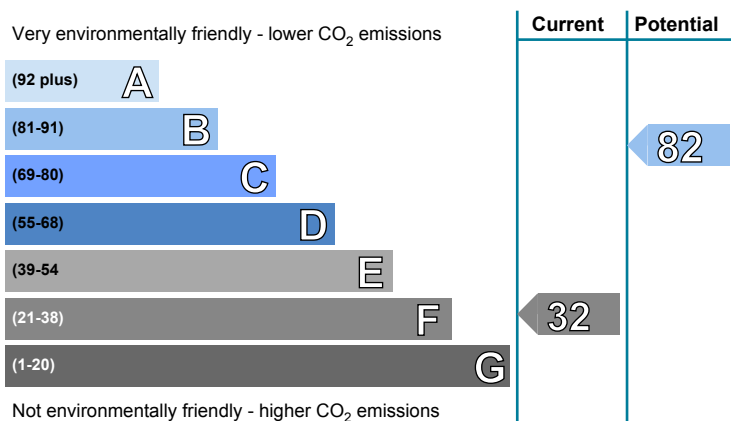 Very environmentally friendly - lower CO₂ emissions
Current
Potential
(92 plus) A
(81-91) B
82
(69-80) C
(55-68) D
(39-54 E
(21-38) F
32
(1-20) G
Not environmentally friendly - higher CO₂ emissions